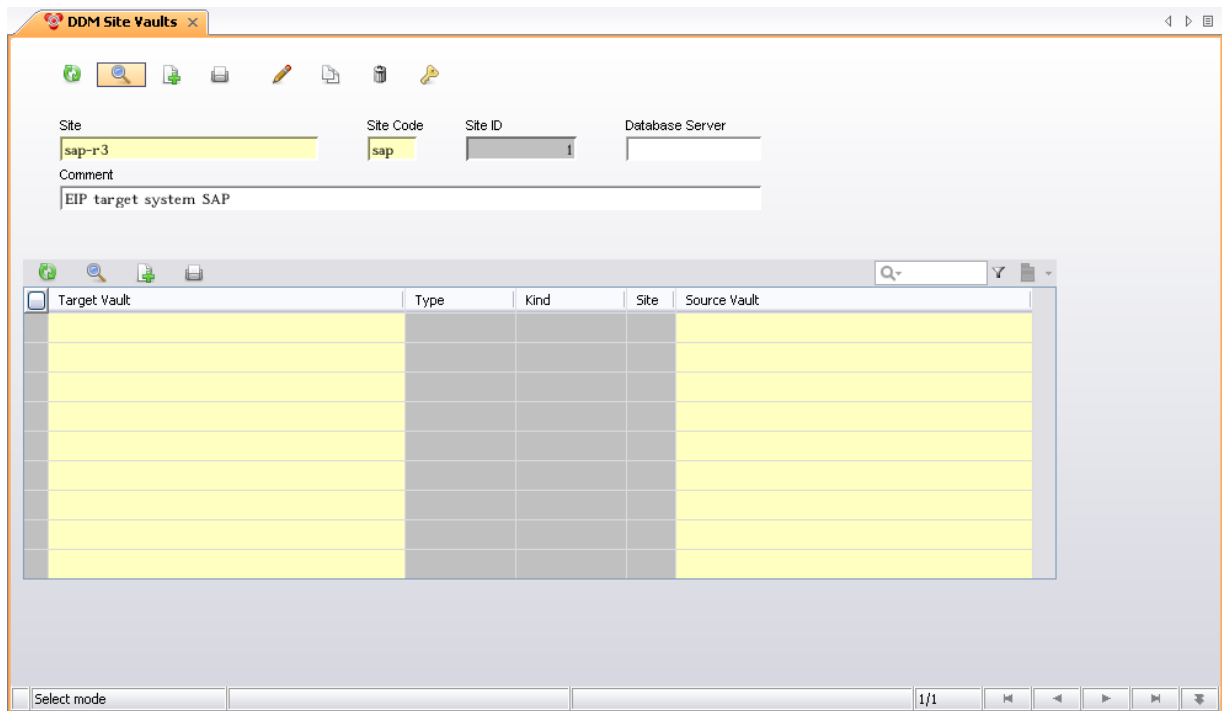 DDM Site Vaults
Site Site Code Site ID Database Server
sap-r3 sap 1
Comment
EIP target system SAP
Target Vault Type Kind Site Source Vault
Select mode 1/1